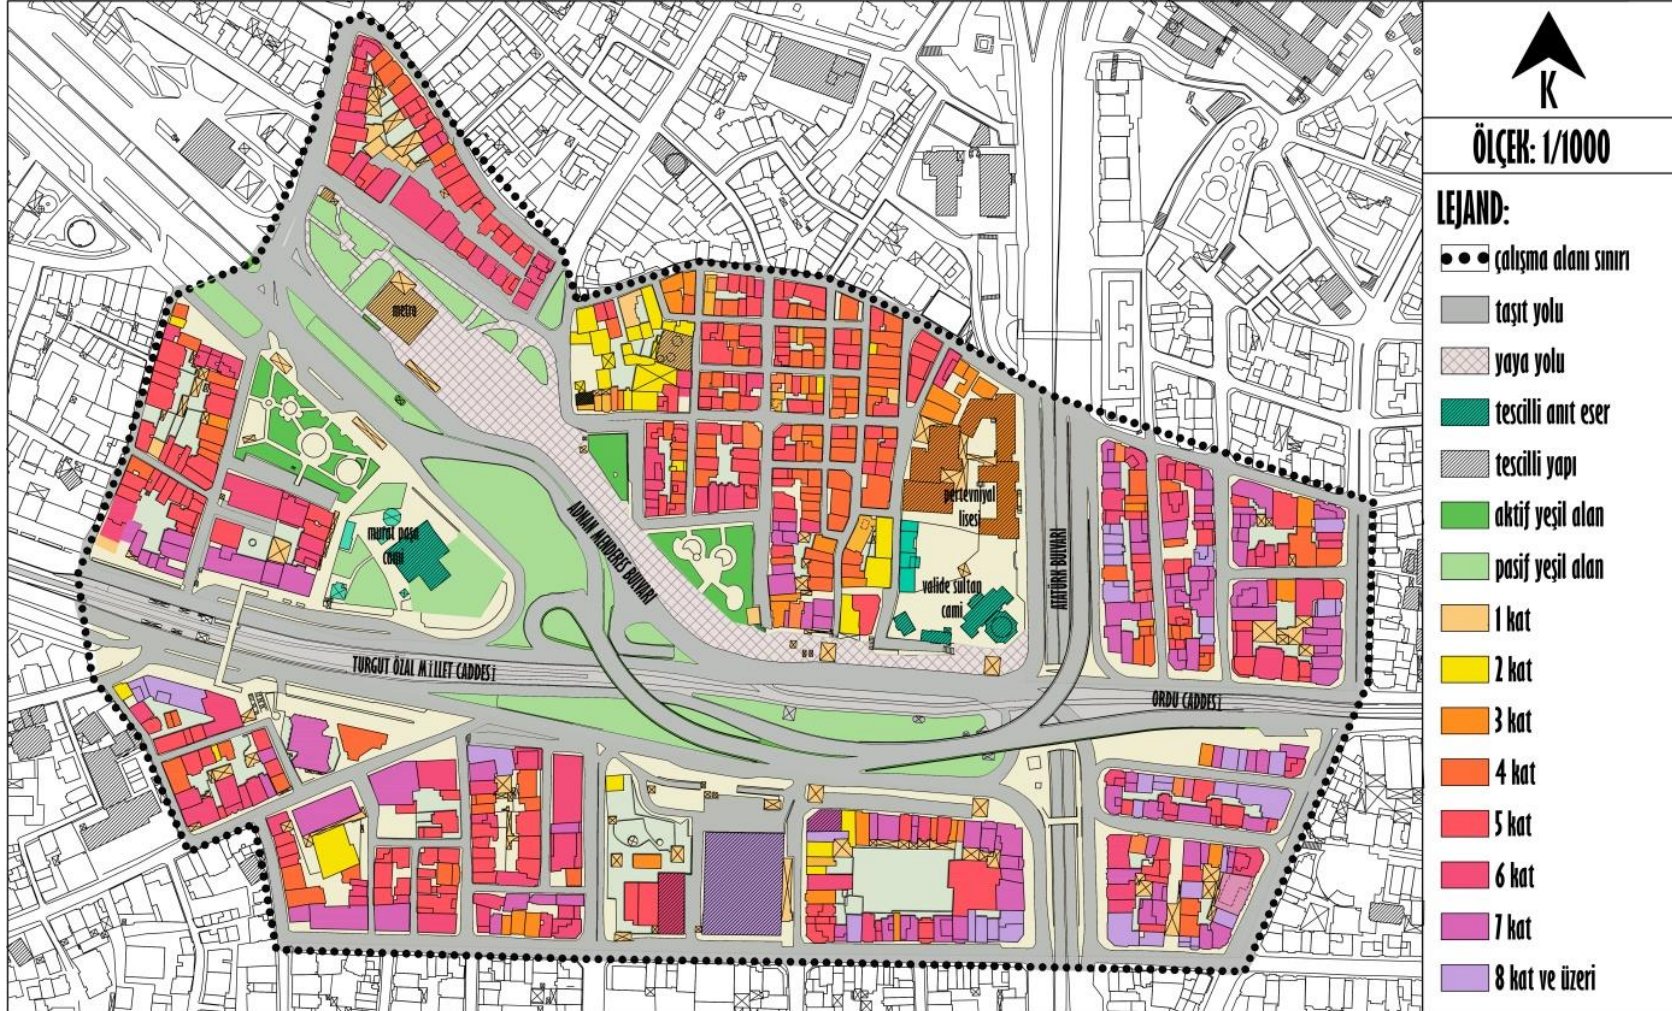 K
ÖLÇEK: 1/1000
LEJAND:
çalışma alanı sınırı
taşıt yolu
yaya yolu
tescilli anıt eser
tescilli yapı
aktif yeşil alan
pasif yeşil alan
1 kat
2 kat
3 kat
4 kat
5 kat
6 kat
7 kat
8 kat ve üzeri
metro
murat paşa
camii
ADNAN MENDERES BULVARI
pertevniyal
lisesi
valide sultan
cami
ATATÜRK BULVARI
TURGUT ÖZAL MİLLET CADDESİ
ORDU CADDESİ